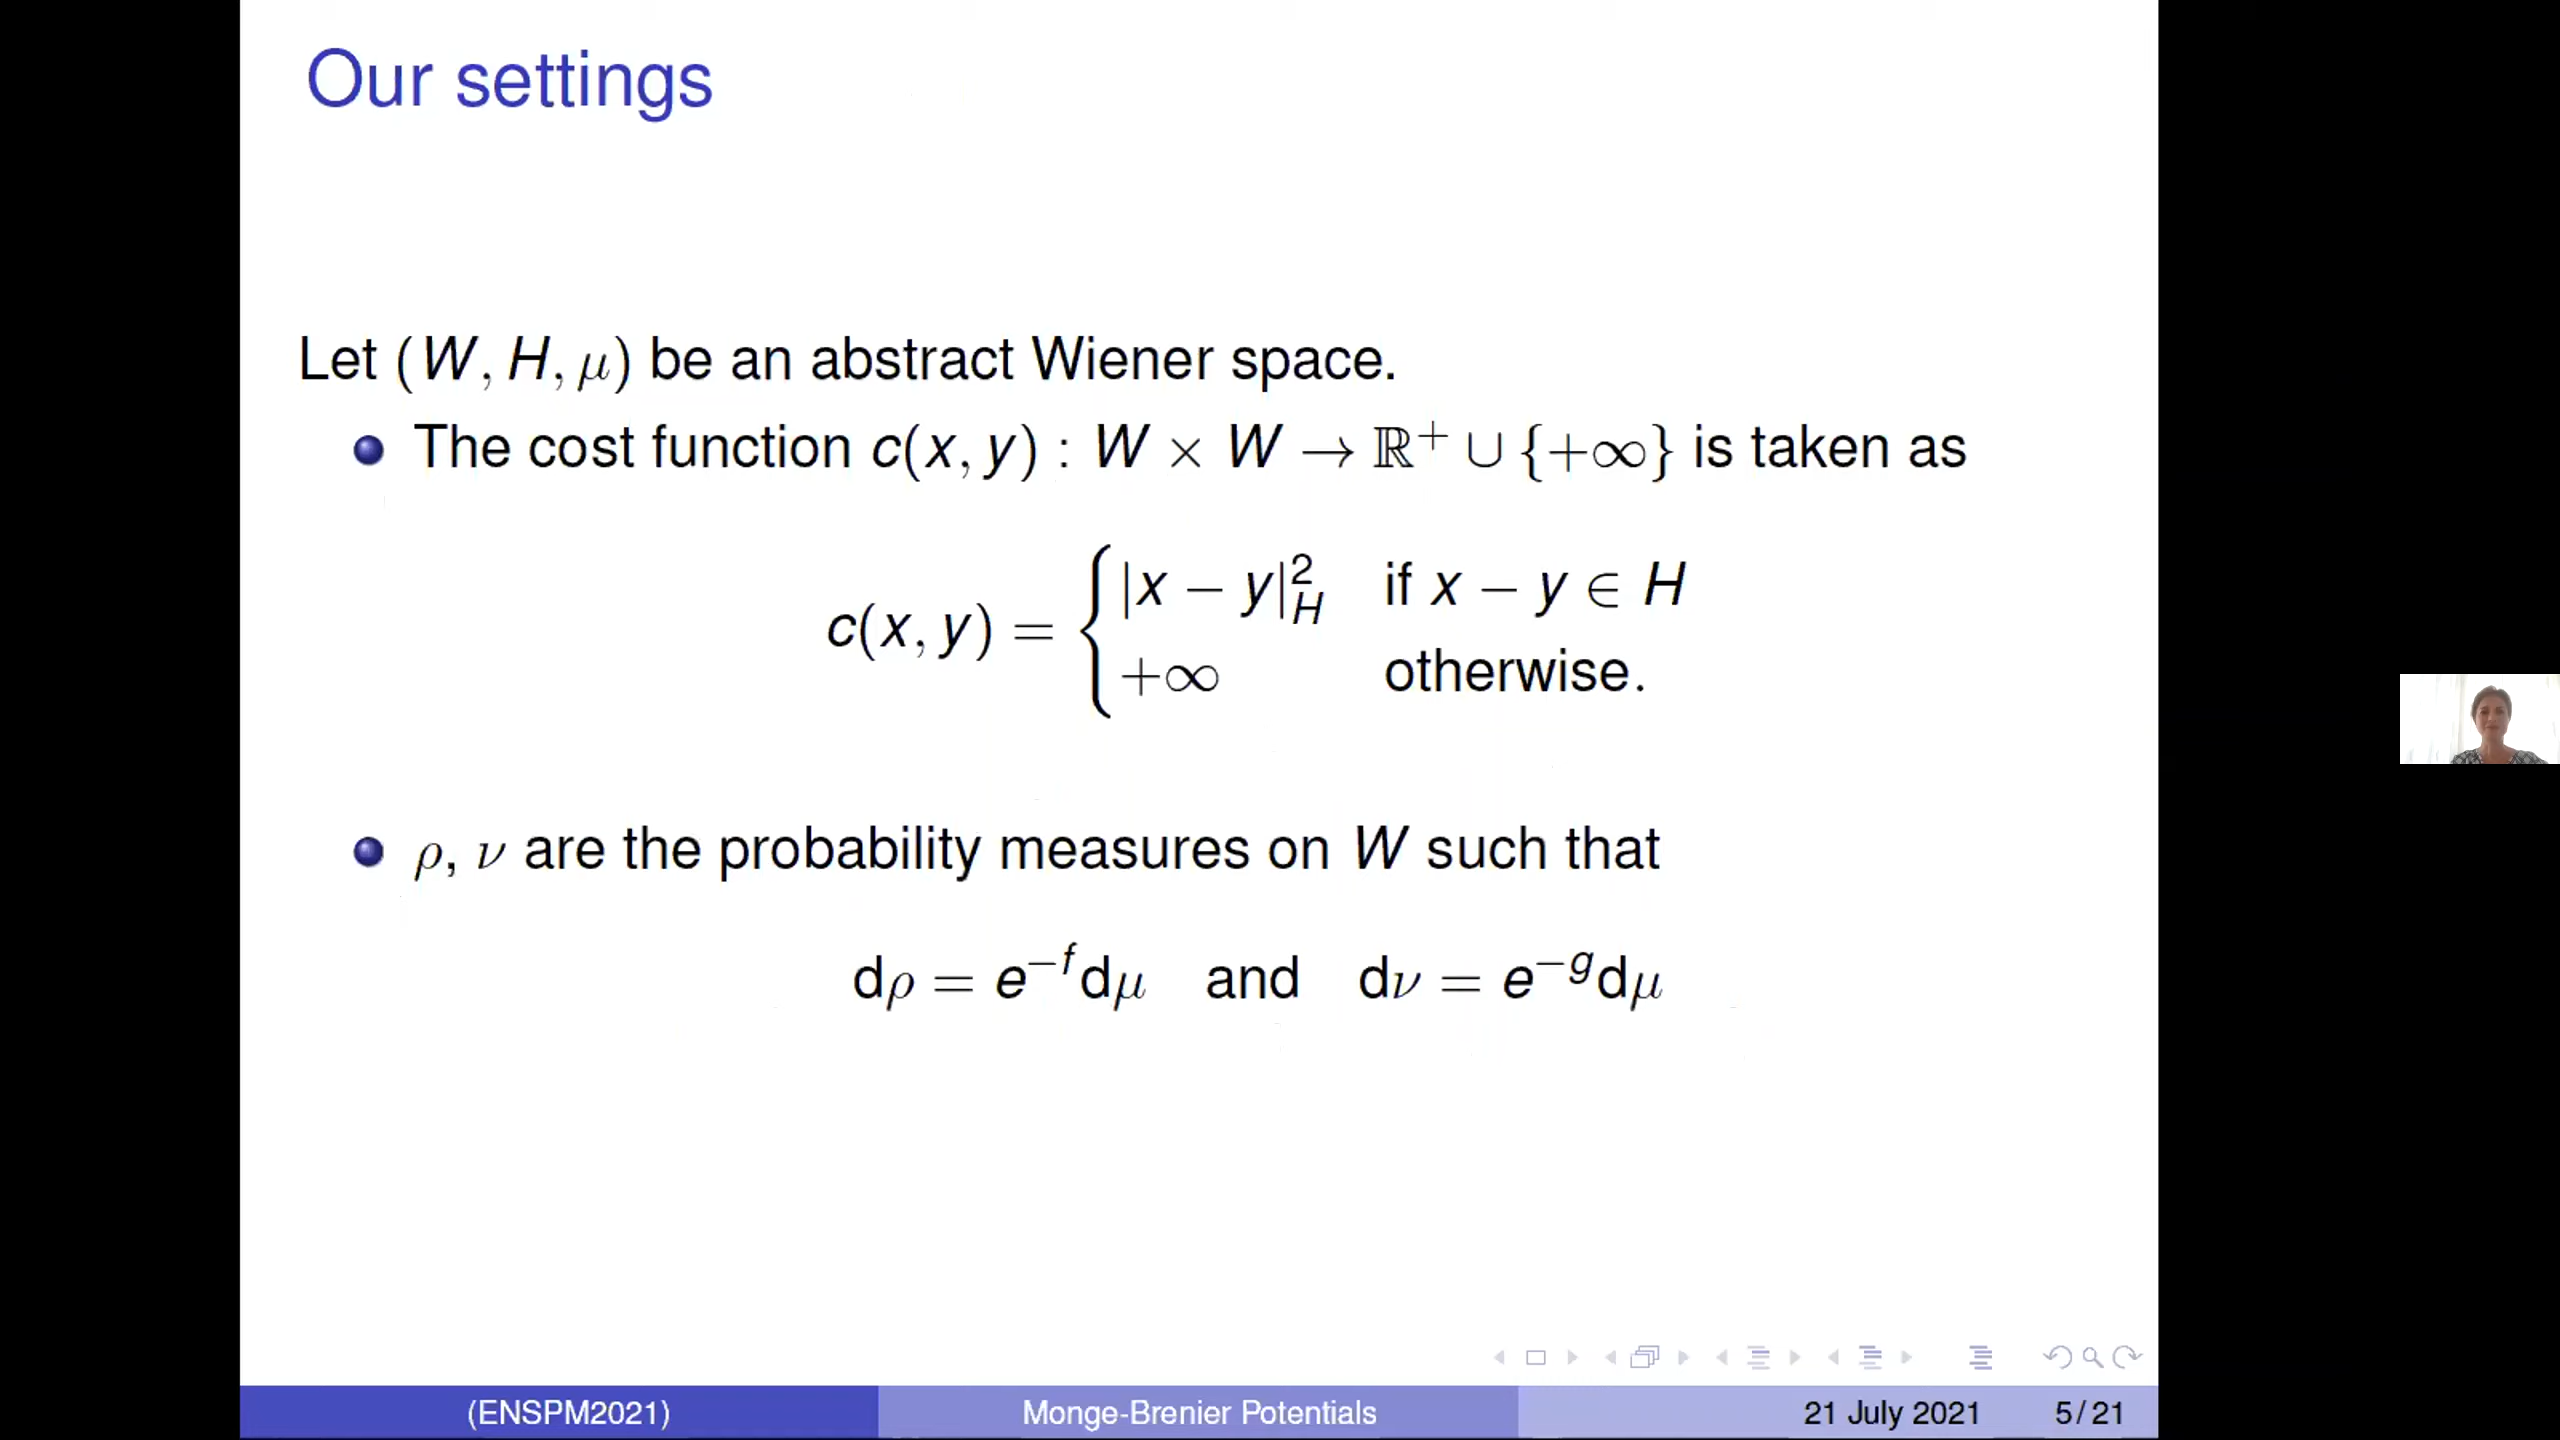 Our settings
Let (W, H, μ) be an abstract Wiener space.
The cost function c(x, y) : W × W → ℝ⁺ ∪ {+∞} is taken as
c(x, y) = { |x − y|²_H if x − y ∈ H
+∞ otherwise.
ρ, ν are the probability measures on W such that
dρ = e^{−f}dμ and dν = e^{−g}dμ
(ENSPM2021) Monge-Brenier Potentials 21 July 2021 5 / 21